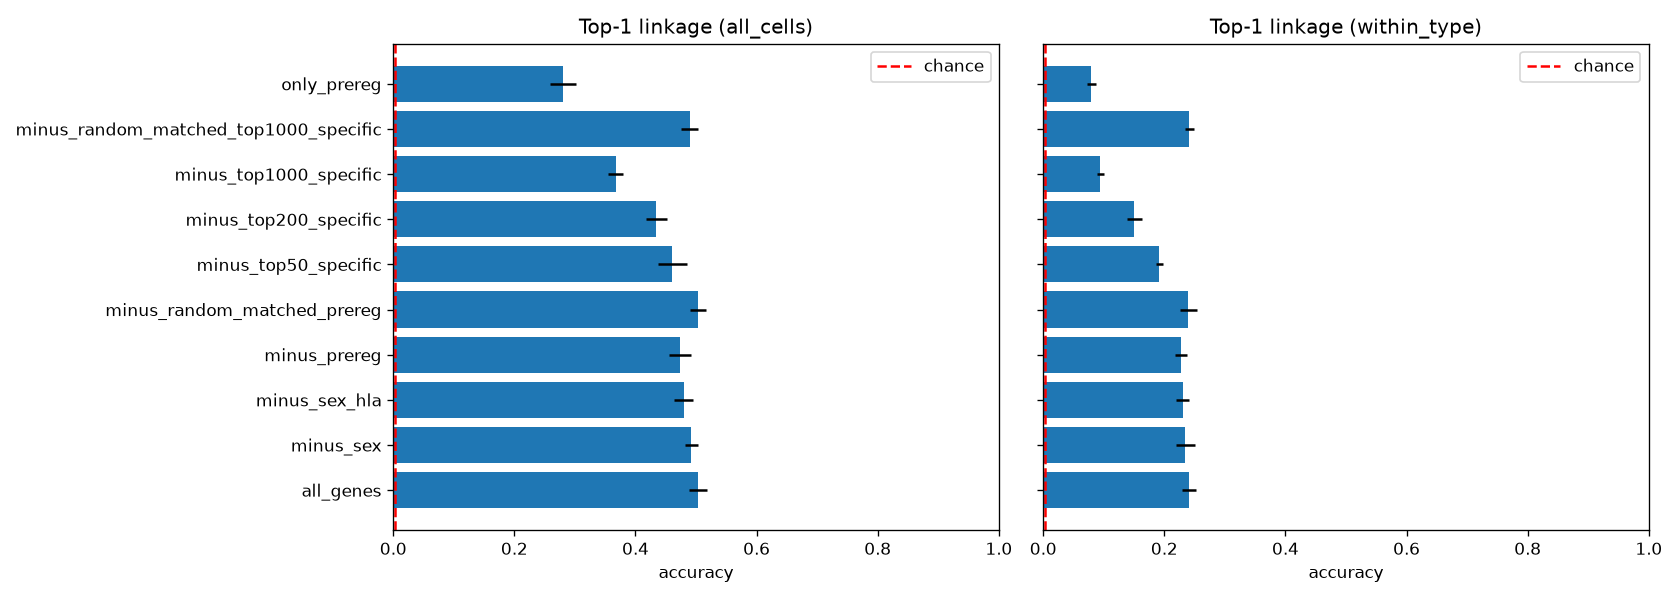 Top-1 linkage (all_cells)
chance
only_prereg
minus_random_matched_top1000_specific
minus_top1000_specific
minus_top200_specific
minus_top50_specific
minus_random_matched_prereg
minus_prereg
minus_sex_hla
minus_sex
all_genes
0.0 0.2 0.4 0.6 0.8 1.0
accuracy
Top-1 linkage (within_type)
chance
0.0 0.2 0.4 0.6 0.8 1.0
accuracy